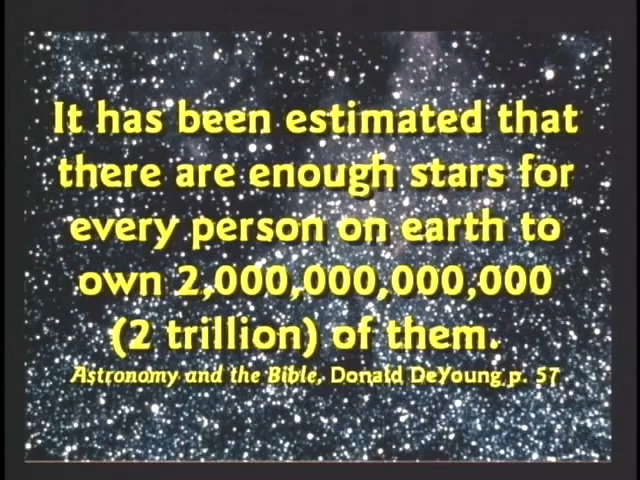 It has been estimated that
there are enough stars for
every person on earth to
own 2,000,000,000,000
(2 trillion) of them.
Astronomy and the Bible, Donald DeYoung p. 57